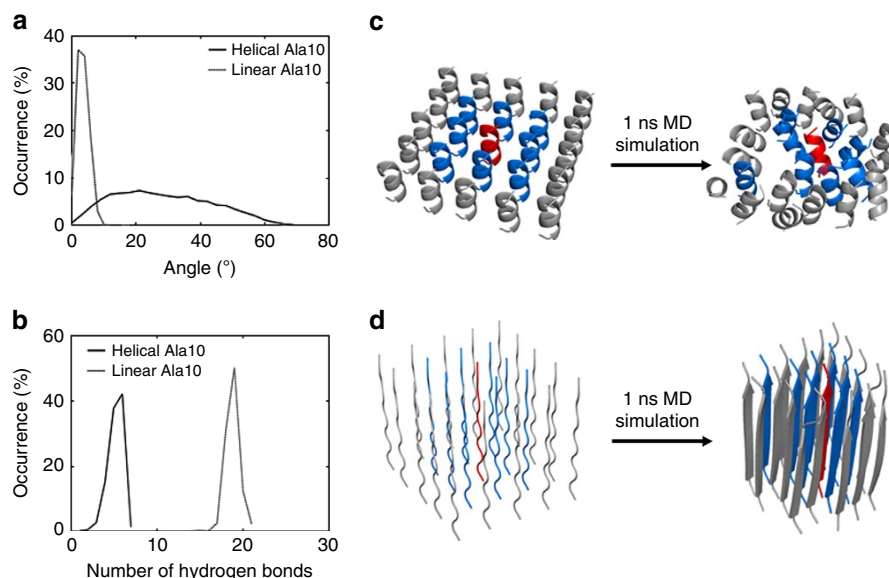 a
Occurrence (%)
40
30
20
10
0
Helical Ala10
Linear Ala10
0 20 40 60 80
Angle (°)
c
1 ns MD
simulation
b
Occurrence (%)
60
40
20
0
Helical Ala10
Linear Ala10
0 10 20 30
Number of hydrogen bonds
d
1 ns MD
simulation